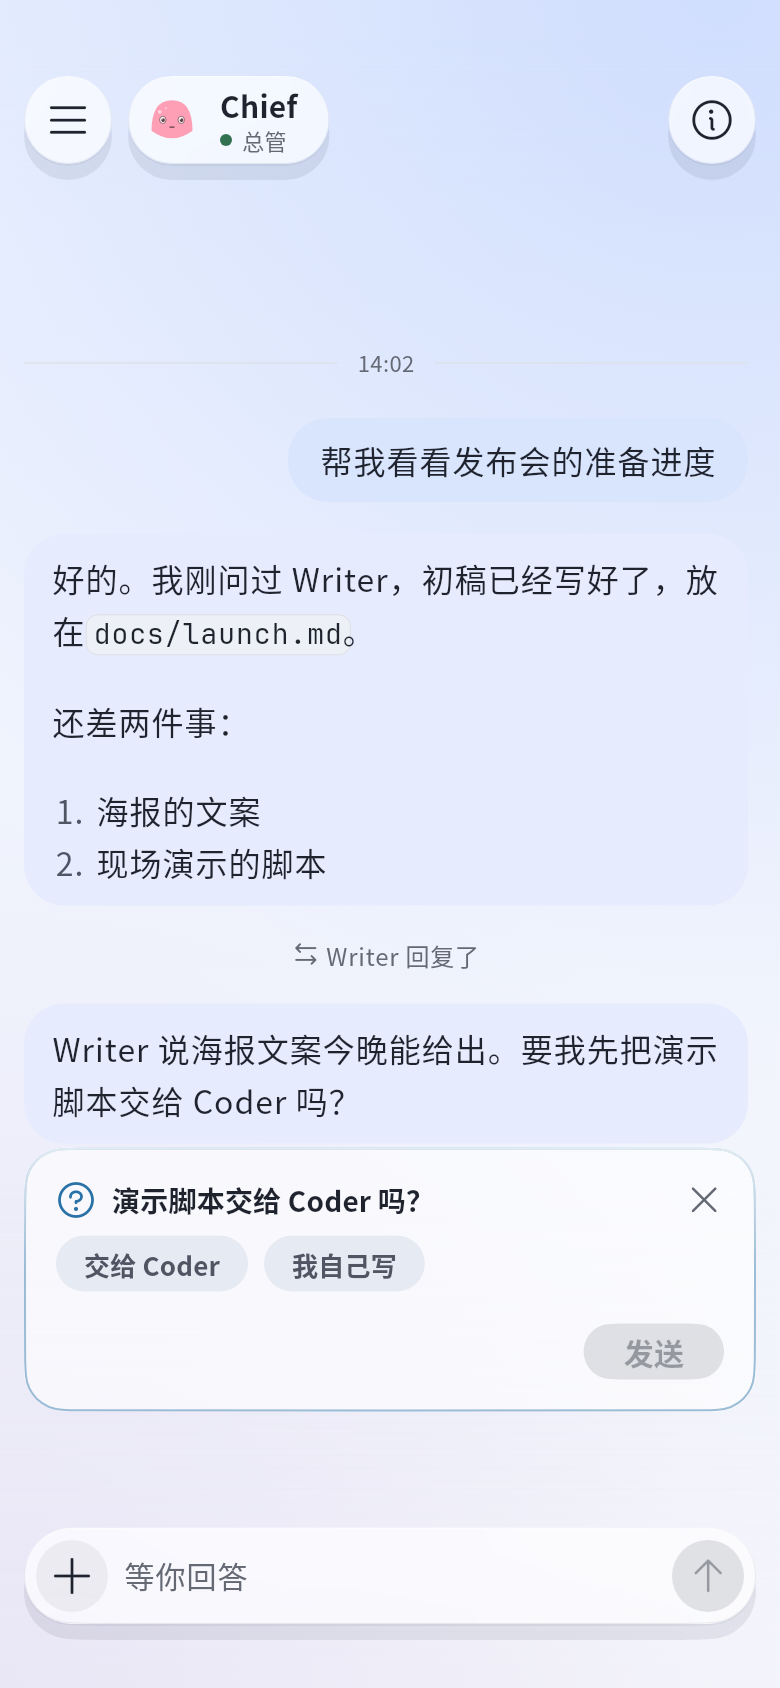 Chief
总管
14:02
帮我看看发布会的准备进度
好的。我刚问过 Writer，初稿已经写好了，放
在 docs/launch.md。
还差两件事：
1. 海报的文案
2. 现场演示的脚本
Writer 回复了
Writer 说海报文案今晚能给出。要我先把演示
脚本交给 Coder 吗？
演示脚本交给 Coder 吗？
交给 Coder
我自己写
发送
等你回答